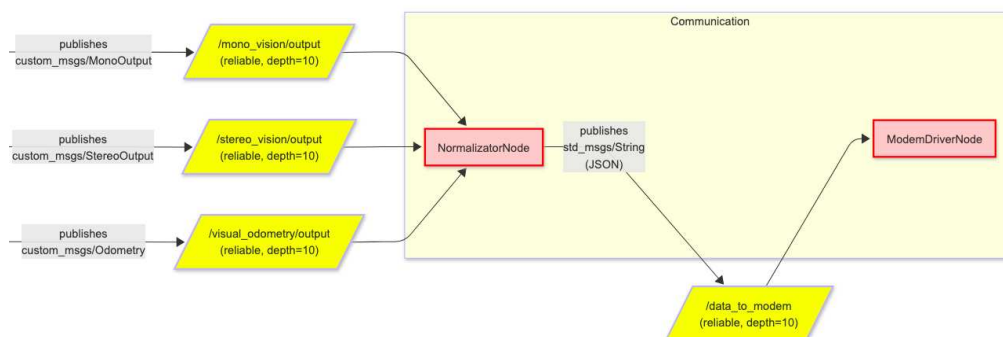 Communication
publishes
custom_msgs/MonoOutput
/mono_vision/output
(reliable, depth=10)
publishes
custom_msgs/StereoOutput
/stereo_vision/output
(reliable, depth=10)
NormalizatorNode
publishes
std_msgs/String
(JSON)
ModemDriverNode
publishes
custom_msgs/Odometry
/visual_odometry/output
(reliable, depth=10)
/data_to_modem
(reliable, depth=10)